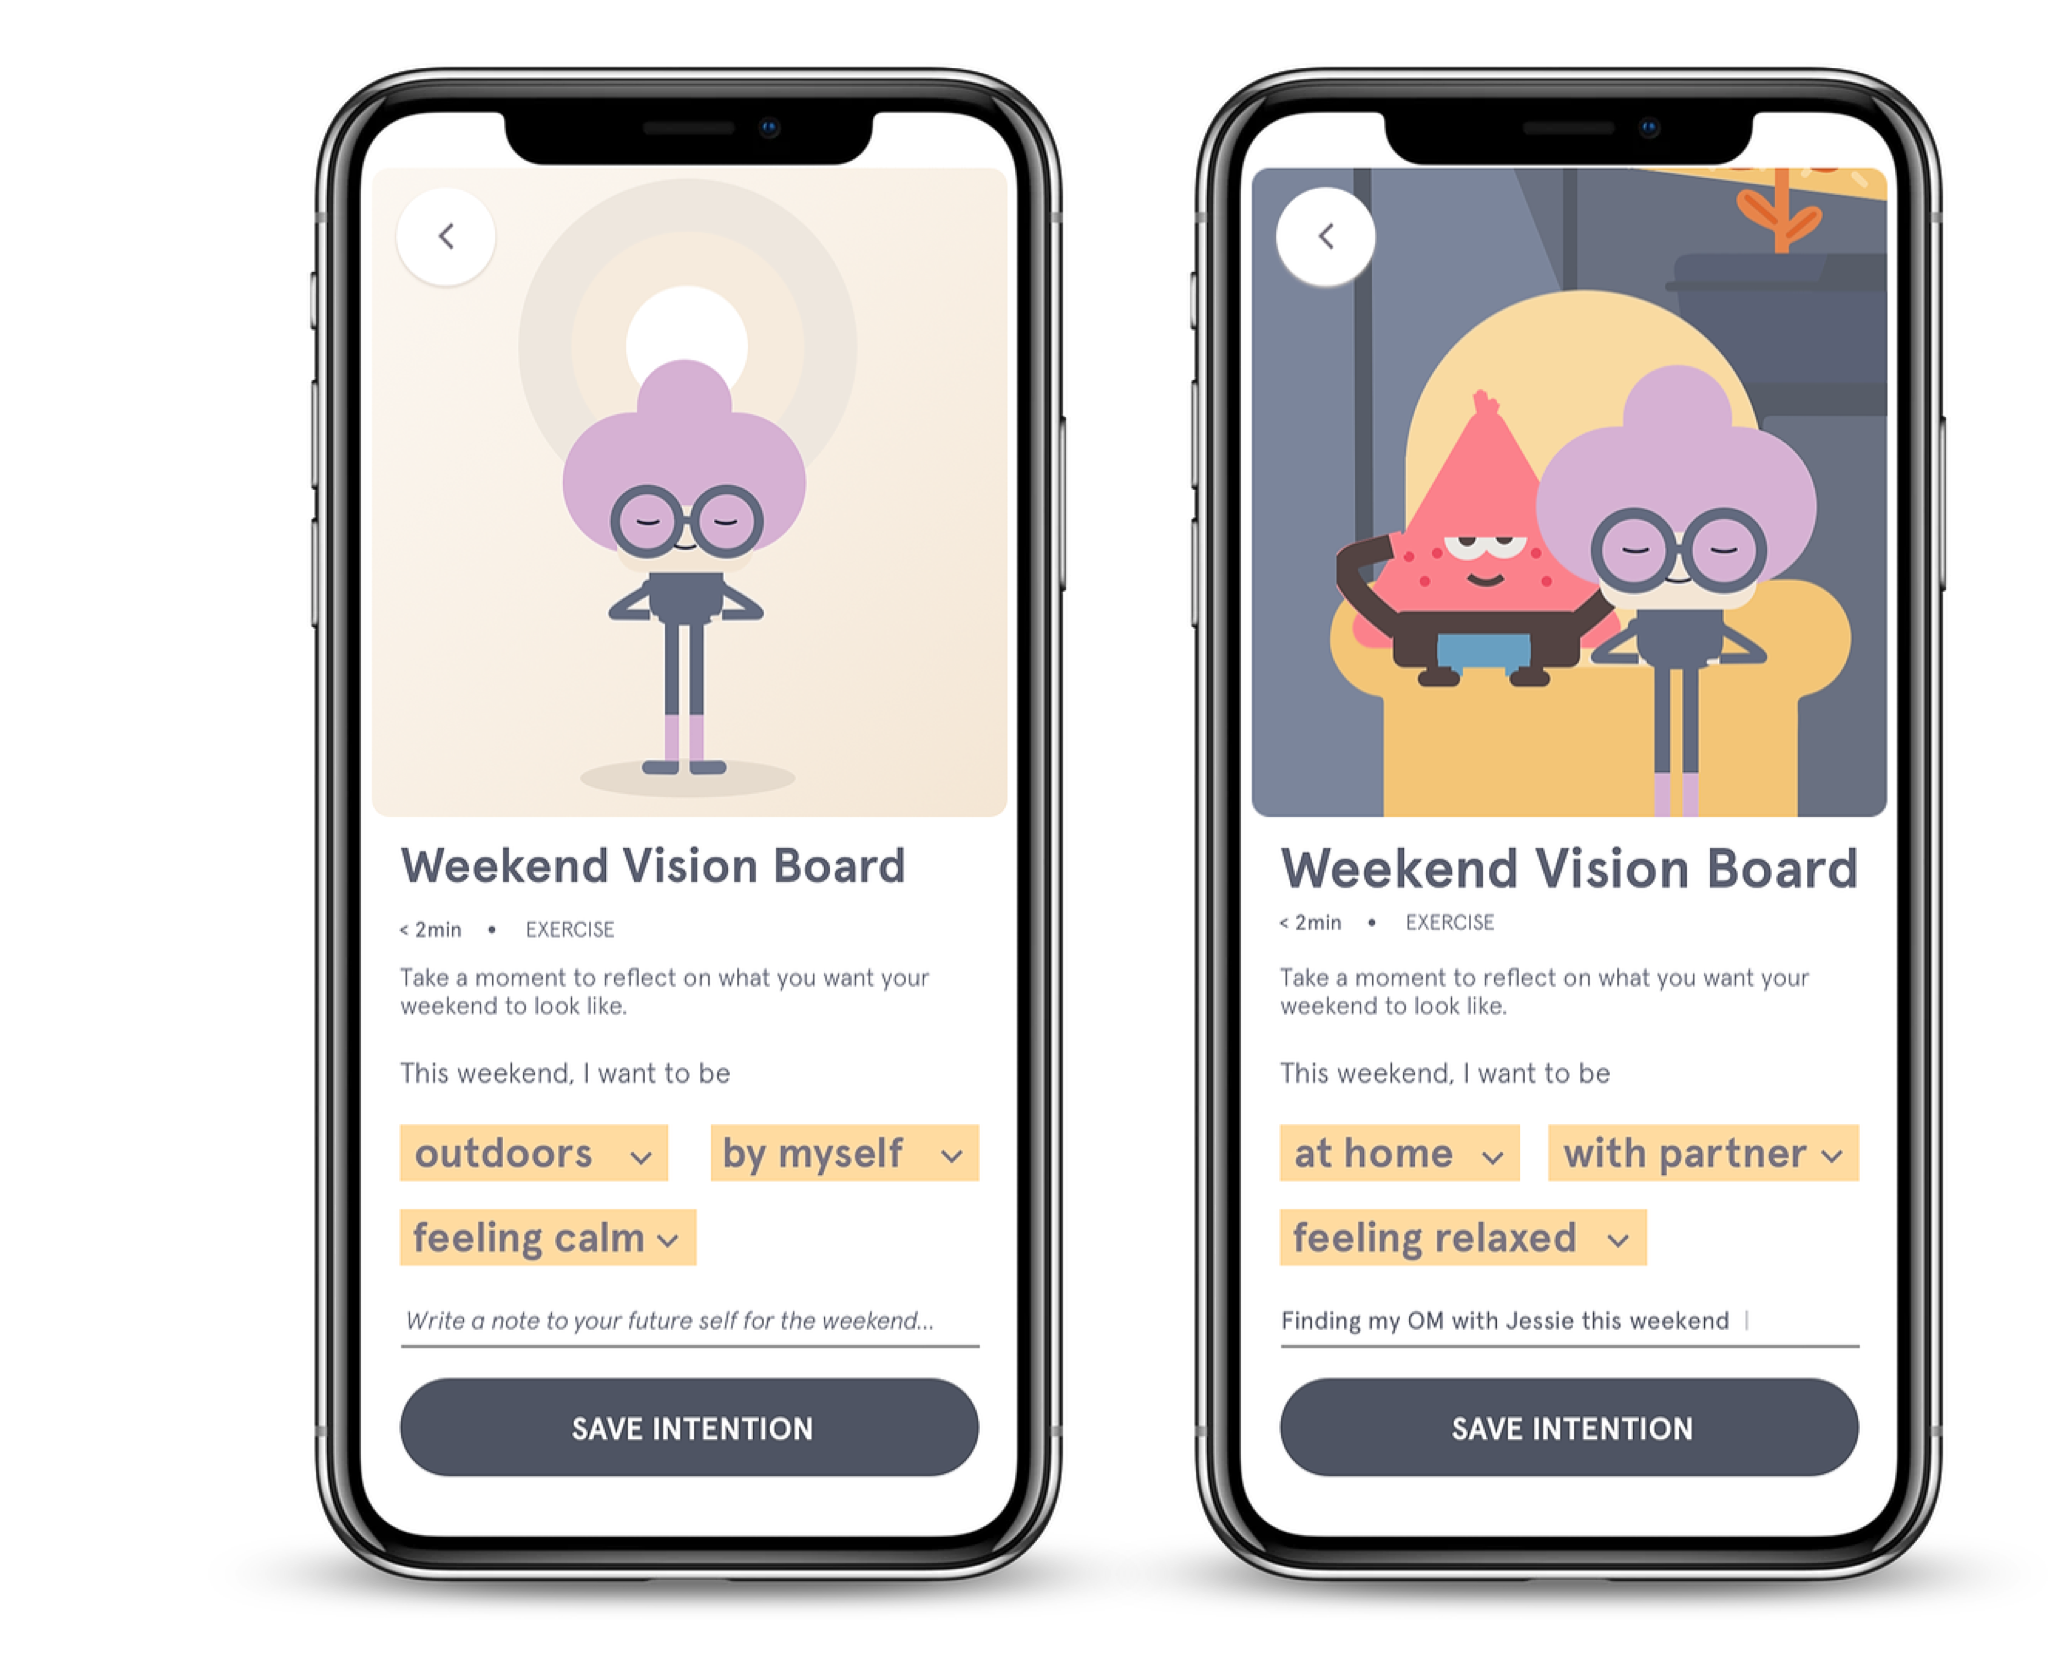 Weekend Vision Board
< 2min • EXERCISE
Take a moment to reflect on what you want your
weekend to look like.
This weekend, I want to be
outdoors by myself
feeling calm
Write a note to your future self for the weekend...
SAVE INTENTION
Weekend Vision Board
< 2min • EXERCISE
Take a moment to reflect on what you want your
weekend to look like.
This weekend, I want to be
at home with partner
feeling relaxed
Finding my OM with Jessie this weekend
SAVE INTENTION